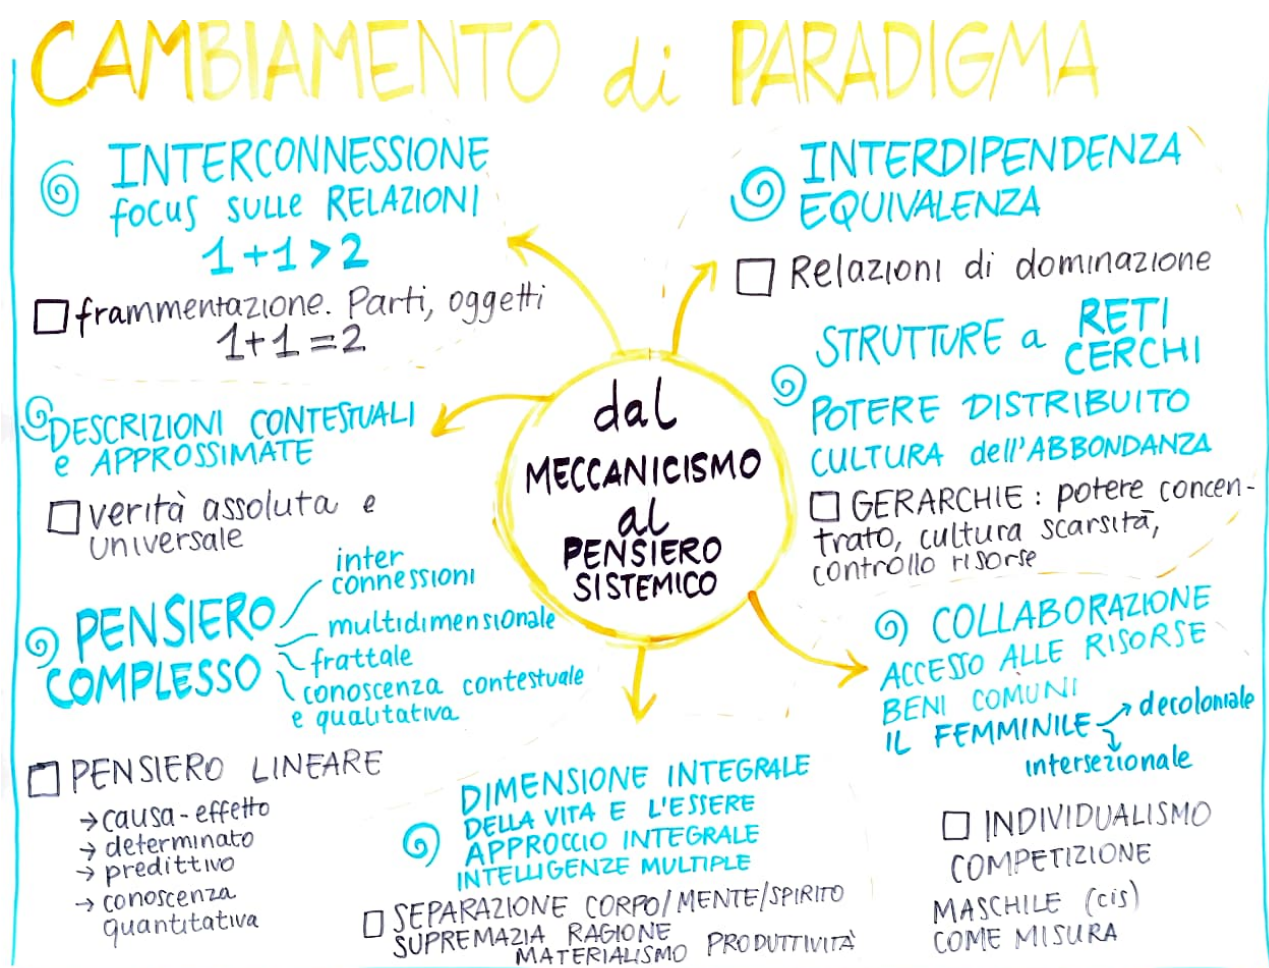 CAMBIAMENTO di PARADIGMA
INTERCONNESSIONE
focus sulle RELAZIONI
1+1>2
frammentazione. Parti, oggetti
1+1=2
DESCRIZIONI CONTESTUALI
e APPROSSIMATE
verità assoluta e
universale
PENSIERO
COMPLESSO
inter
connessioni
multidimensionale
frattale
conoscenza contestuale
e qualitativa
PENSIERO LINEARE
→ causa-effetto
→ determinato
→ predittivo
→ conoscenza
quantitativa
dal
MECCANICISMO
al
PENSIERO
SISTEMICO
DIMENSIONE INTEGRALE
DELLA VITA E L'ESSERE
APPROCCIO INTEGRALE
INTELLIGENZE MULTIPLE
SEPARAZIONE CORPO/MENTE/SPIRITO
SUPREMAZIA RAGIONE
MATERIALISMO PRODUTTIVITÀ
INTERDIPENDENZA
EQUIVALENZA
Relazioni di dominazione
STRUTTURE a RETI
CERCHI
POTERE DISTRIBUITO
CULTURA dell'ABBONDANZA
GERARCHIE: potere concen-
trato, cultura scarsità,
controllo risorse
COLLABORAZIONE
ACCESSO ALLE RISORSE
BENI COMUNI
IL FEMMINILE → decoloniale
intersezionale
INDIVIDUALISMO
COMPETIZIONE
MASCHILE (cis)
COME MISURA